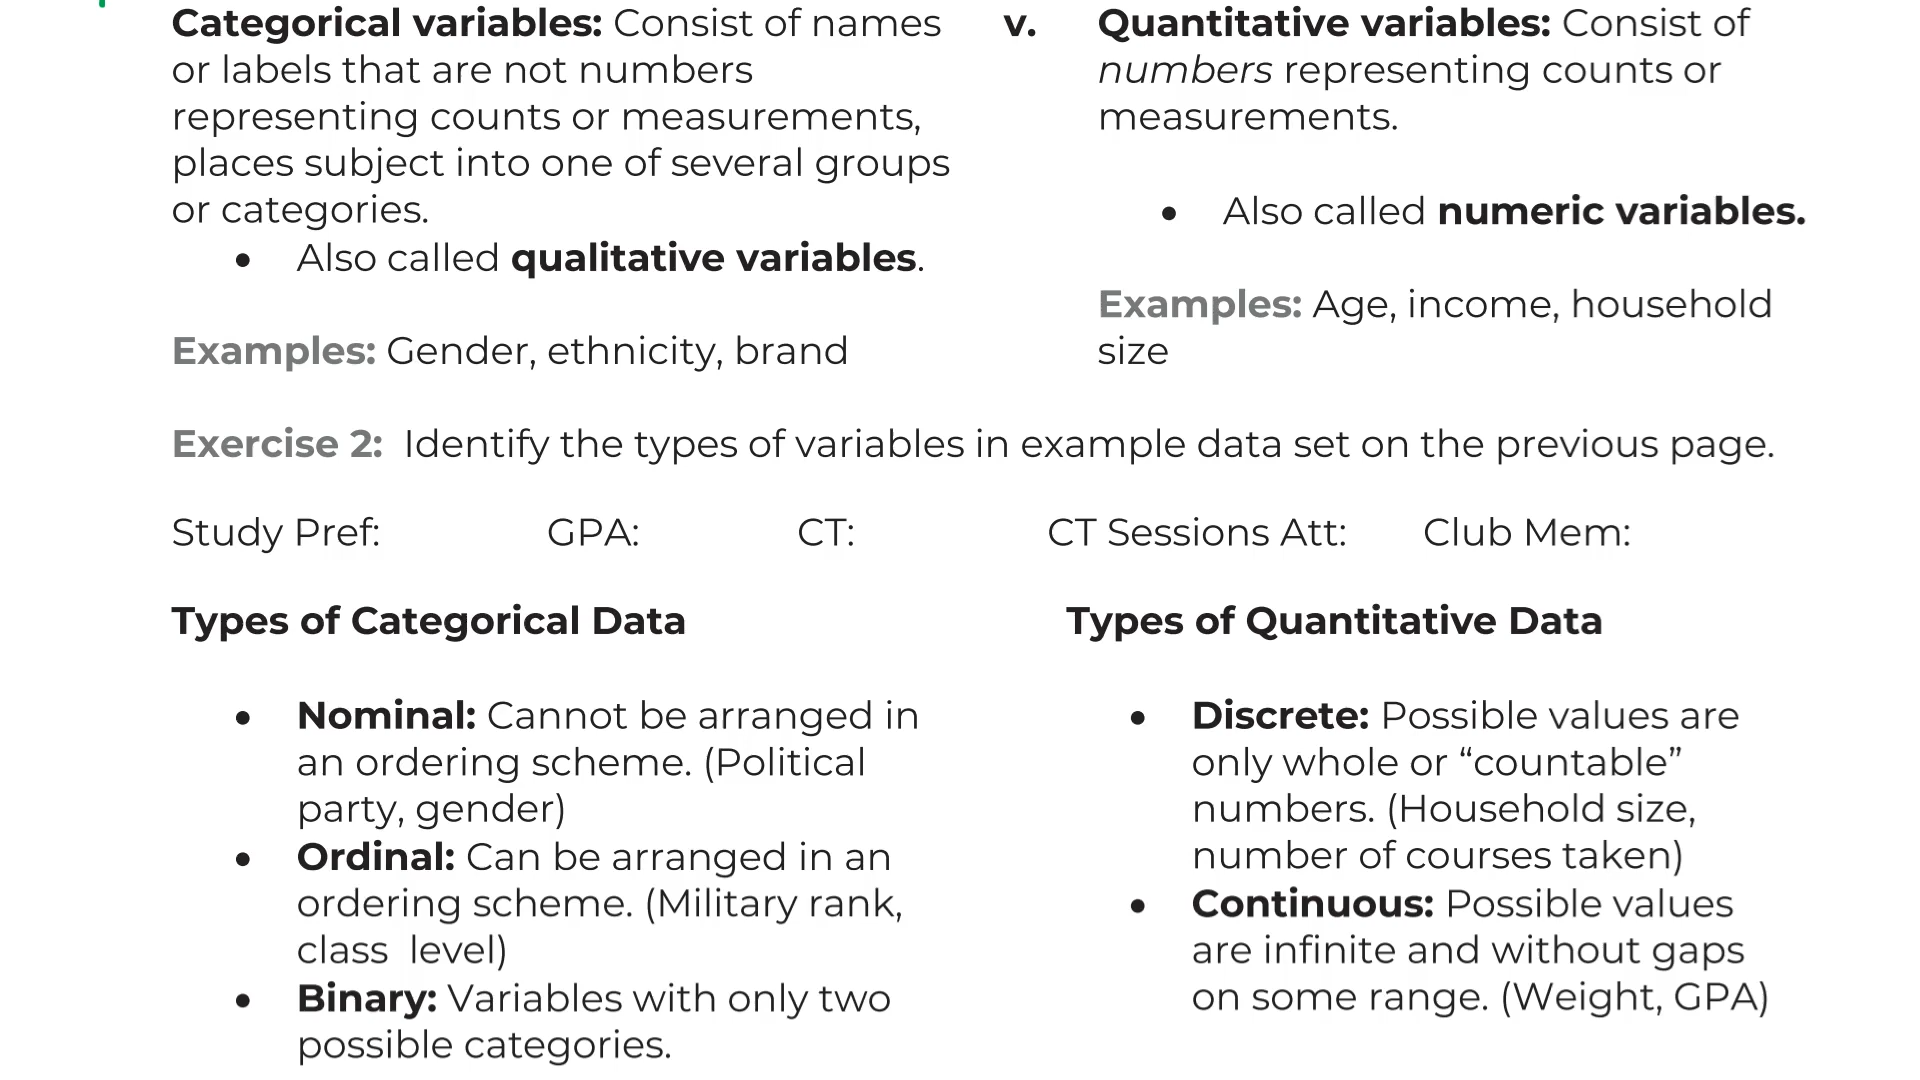 Categorical variables: Consist of names
or labels that are not numbers
representing counts or measurements,
places subject into one of several groups
or categories.
• Also called qualitative variables.
Examples: Gender, ethnicity, brand
v.
Quantitative variables: Consist of
numbers representing counts or
measurements.
• Also called numeric variables.
Examples: Age, income, household
size
Exercise 2: Identify the types of variables in example data set on the previous page.
Study Pref: GPA: CT: CT Sessions Att: Club Mem:
Types of Categorical Data
• Nominal: Cannot be arranged in
an ordering scheme. (Political
party, gender)
• Ordinal: Can be arranged in an
ordering scheme. (Military rank,
class level)
• Binary: Variables with only two
possible categories.
Types of Quantitative Data
• Discrete: Possible values are
only whole or “countable”
numbers. (Household size,
number of courses taken)
• Continuous: Possible values
are infinite and without gaps
on some range. (Weight, GPA)